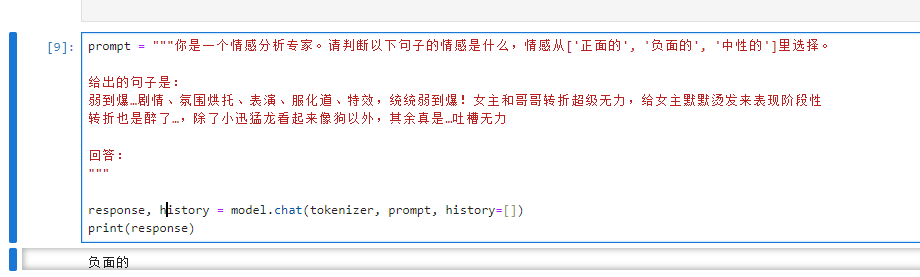 [9]:
prompt = """你是一个情感分析专家。请判断以下句子的情感是什么，情感从['正面的', '负面的', '中性的']里选择。
给出的句子是：
弱到爆…剧情、氛围烘托、表演、服化道、特效，统统弱到爆！女主和哥哥转折超级无力，给女主默默烫发来表现阶段性
转折也是醉了…，除了小迅猛龙看起来像狗以外，其余真是…吐槽无力
回答：
"""
response, history = model.chat(tokenizer, prompt, history=[])
print(response)
负面的